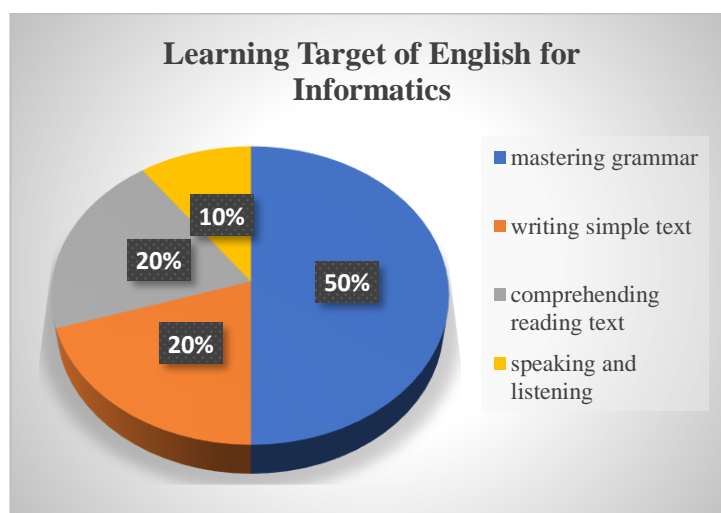 Learning Target of English for
Informatics
10%
20%
50%
20%
mastering grammar
writing simple text
comprehending
reading text
speaking and
listening